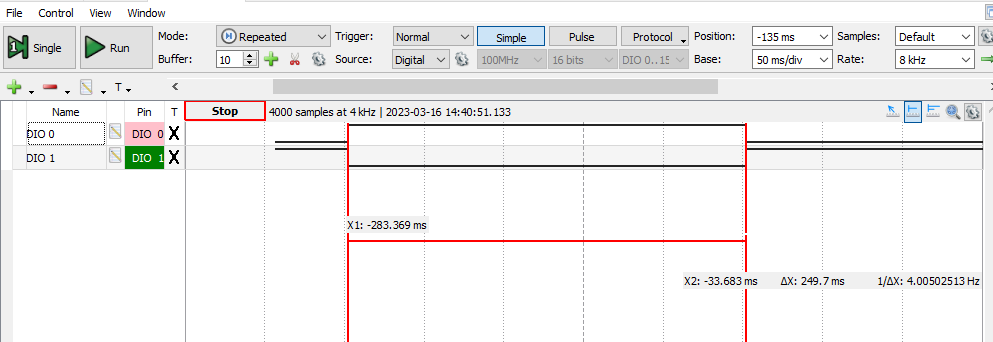 File Control View Window
Single Run Mode: Repeated Trigger: Normal Simple Pulse Protocol Position: -135 ms Samples: Default
Buffer: 10 Source: Digital 100MHz 16 bits DIO 0..15 Base: 50 ms/div Rate: 8 kHz
T
Name Pin T Stop 4000 samples at 4 kHz | 2023-03-16 14:40:51.133
DIO 0 DIO 0 X
DIO 1 DIO 1 X
X1: -283.369 ms
X2: -33.683 ms ΔX: 249.7 ms 1/ΔX: 4.00502513 Hz